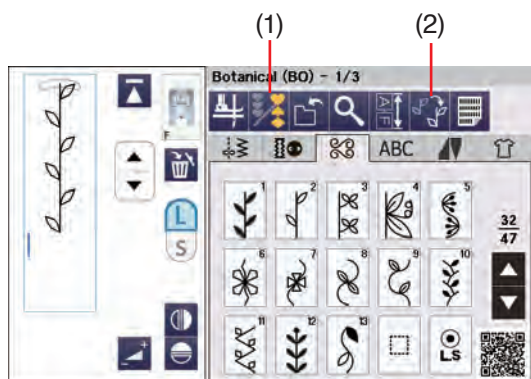 (1) (2)
Botanical (BO) - 1/3
F
A F
ABC
L
S
1 2 3 4 5
32
47
6 7 8 9 10
11 12 13
L.S